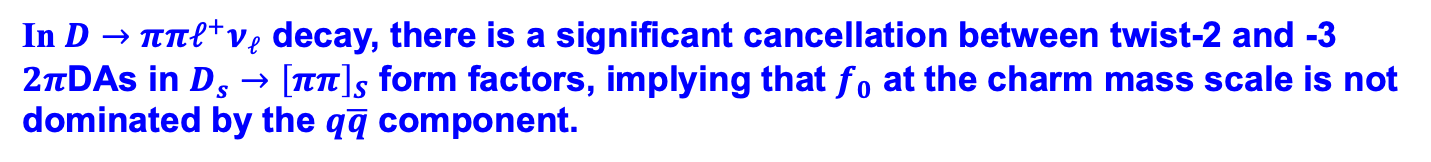 In D → ππℓ⁺ν_ℓ decay, there is a significant cancellation between twist-2 and -3
2πDAs in D_s → [ππ]_S form factors, implying that f₀ at the charm mass scale is not
dominated by the qq̅ component.